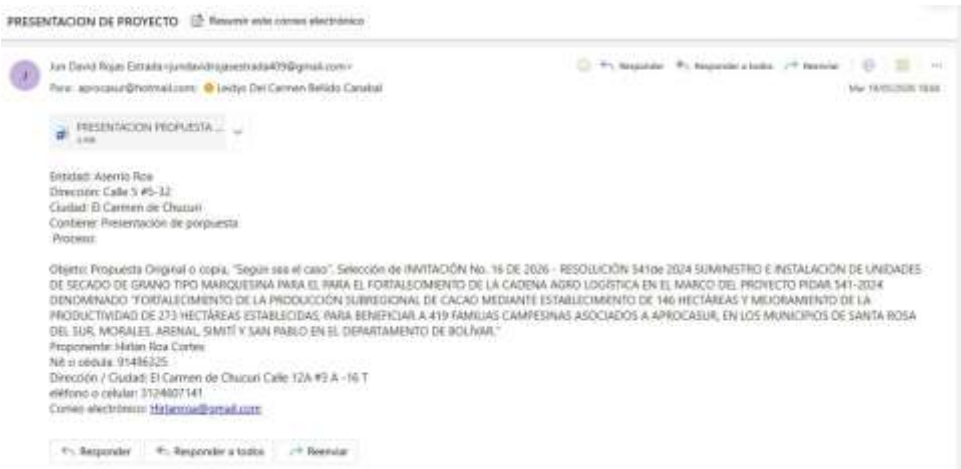 PRESENTACION DE PROYECTO Resumir este correo electrónico
J
Jun David Rojas Estrada<jundavidrojasestrada409@gmail.com>
Responder Responder a todos Reenviar
Para: aprocasur@hotmail.com; Leidys Del Carmen Bellido Canabal
Mar 19/05/2026
PRESENTACION PROPUESTA ...
Entidad: Aserrio Roa
Dirección: Calle 5 #5-32
Ciudad: El Carmen de Chucuri
Contiene: Presentación de porpuesta
Proceso:
Objeto: Propuesta Original o copia, "Según sea el caso". Selección de INVITACIÓN No. 16 DE 2026 - RESOLUCIÓN 541de 2024 SUMINISTRO E INSTALACIÓN DE UNIDADES
DE SECADO DE GRANO TIPO MARQUESINA PARA EL PARA EL FORTALECIMIENTO DE LA CADENA AGRO LOGÍSTICA EN EL MARCO DEL PROYECTO PIDAR 541-2024
DENOMINADO "FORTALECIMIENTO DE LA PRODUCCIÓN SUBREGIONAL DE CACAO MEDIANTE ESTABLECIMIENTO DE 146 HECTÁREAS Y MEJORAMIENTO DE LA
PRODUCTIVIDAD DE 273 HECTÁREAS ESTABLECIDAS, PARA BENEFICIAR A 419 FAMILIAS CAMPESINAS ASOCIADOS A APROCASUR, EN LOS MUNICIPIOS DE SANTA ROSA
DEL SUR, MORALES, ARENAL, SIMITÍ Y SAN PABLO EN EL DEPARTAMENTO DE BOLÍVAR."
Proponente: Hirlan Roa Cortes
Nit o cédula: 91496325
Dirección / Ciudad: El Carmen de Chucuri Calle 12A #3 A -16 T
eléfono o celular: 3124607141
Correo electrónico: Hirlanroa@gmail.com
Responder Responder a todos Reenviar